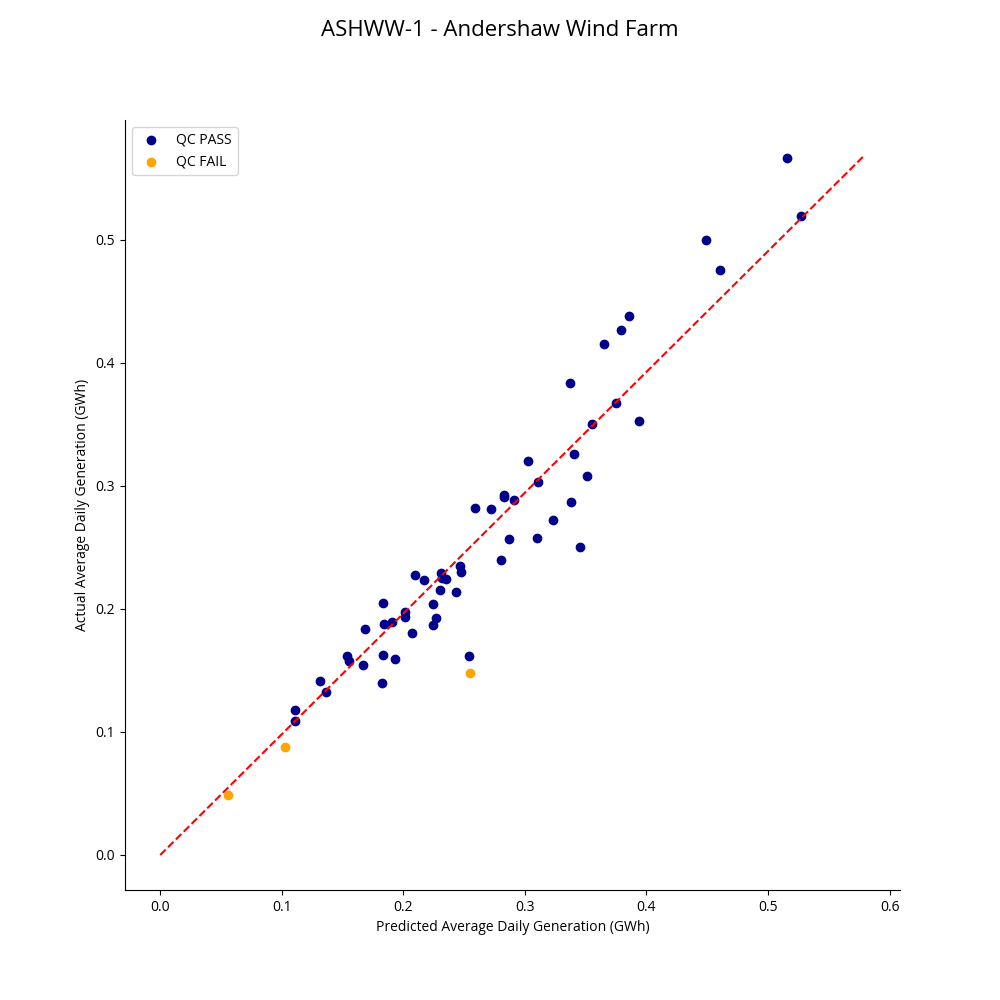 ASHWW-1 - Andershaw Wind Farm
QC PASS
QC FAIL
0.5
0.4
0.3
0.2
0.1
0.0
Actual Average Daily Generation (GWh)
0.0 0.1 0.2 0.3 0.4 0.5 0.6
Predicted Average Daily Generation (GWh)